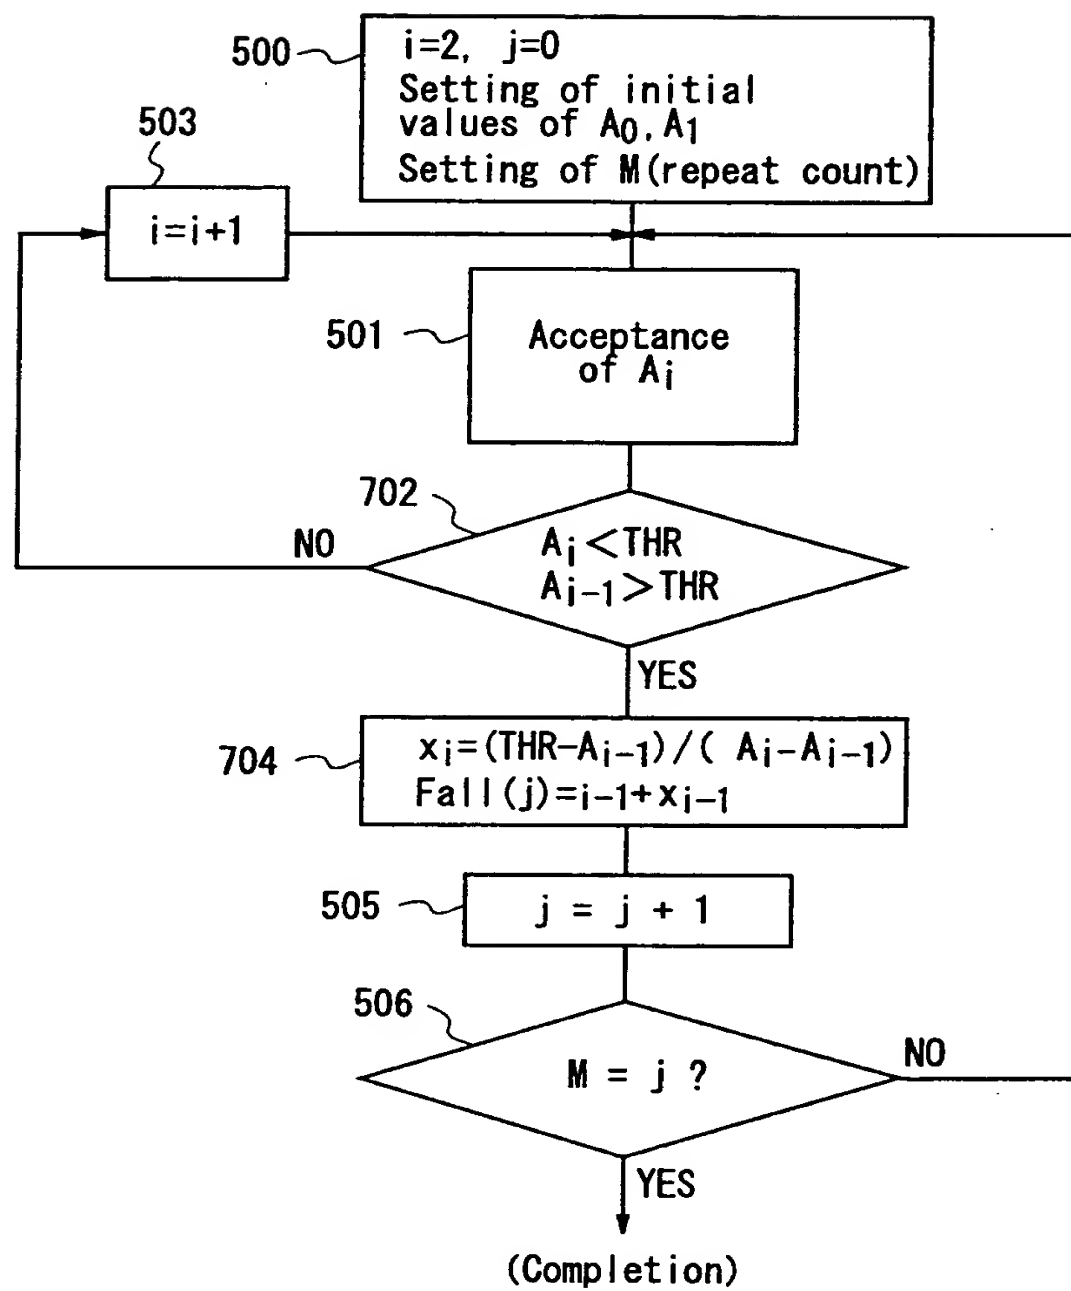 500
i=2, j=0
Setting of initial
values of A0, A1
Setting of M(repeat count)
503
i=i+1
501
Acceptance
of Ai
702
NO
Ai<THR
Ai-1>THR
YES
704
xi=(THR-Ai-1)/( Ai-Ai-1)
Fall(j)=i-1+xi-1
505
j = j + 1
506
M = j ?
NO
YES
(Completion)